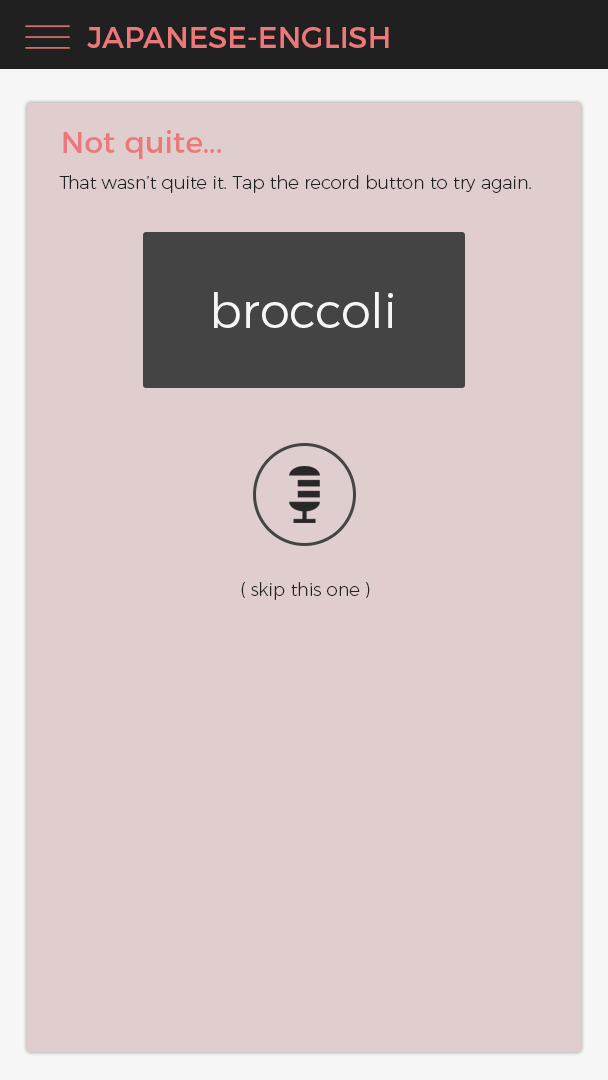 JAPANESE-ENGLISH
Not quite...
That wasn't quite it. Tap the record button to try again.
broccoli
( skip this one )